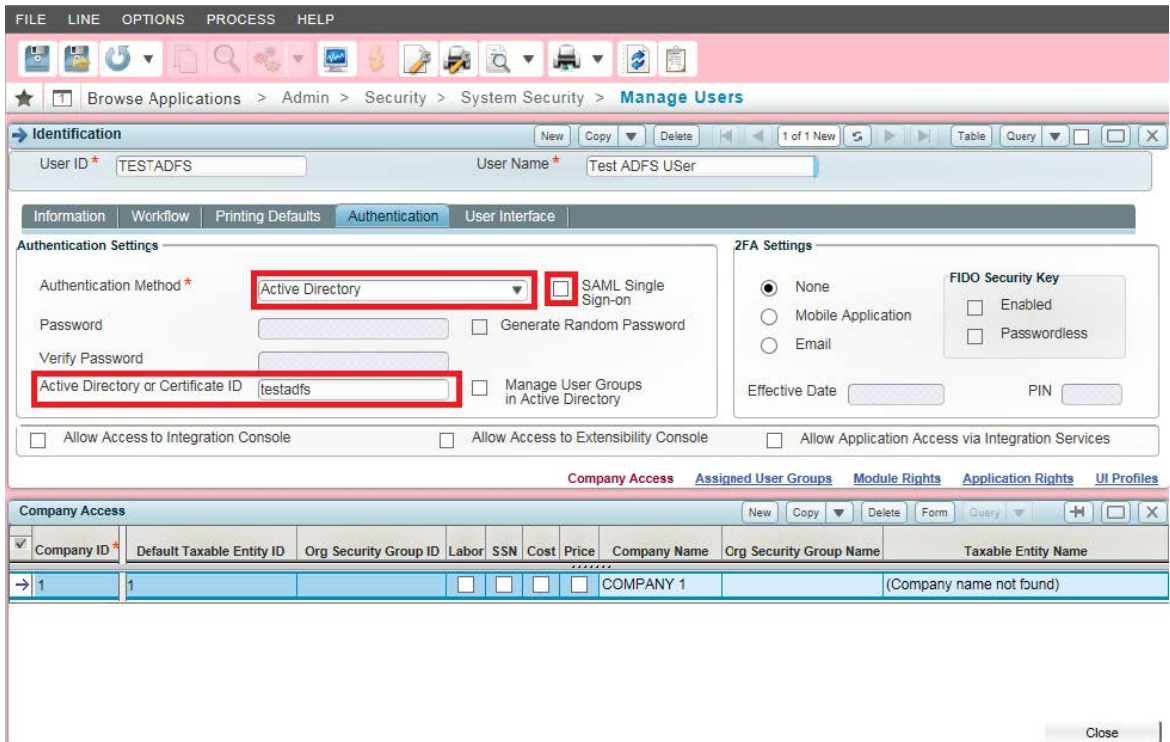 FILE LINE OPTIONS PROCESS HELP
1 Browse Applications > Admin > Security > System Security > Manage Users
Identification New Copy Delete 1 of 1 New Table Query
User ID * TESTADFS User Name * Test ADFS USer
Information Workflow Printing Defaults Authentication User Interface
Authentication Settings 2FA Settings
Authentication Method * Active Directory SAML Single Sign-on None FIDO Security Key
Enabled
Mobile Application
Password Generate Random Password Passwordless
Email
Verify Password
Active Directory or Certificate ID testadfs Manage User Groups in Active Directory Effective Date PIN
Allow Access to Integration Console Allow Access to Extensibility Console Allow Application Access via Integration Services
Company Access Assigned User Groups Module Rights Application Rights UI Profiles
Company Access New Copy Delete Form Query
Company ID * Default Taxable Entity ID Org Security Group ID Labor SSN Cost Price Company Name Org Security Group Name Taxable Entity Name
1 1 COMPANY 1 (Company name not found)
Close